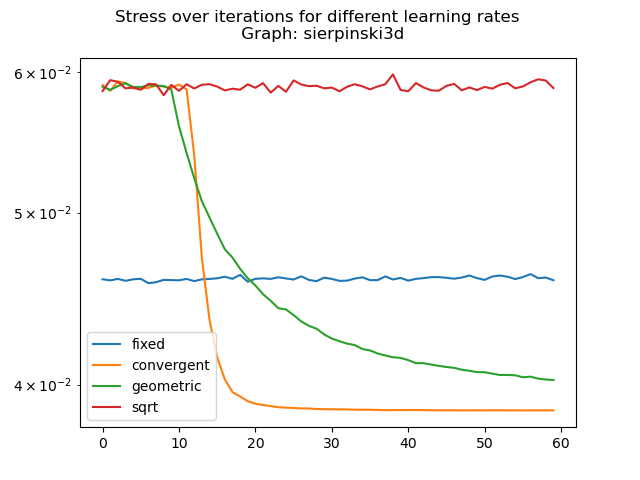 Stress over iterations for different learning rates
Graph: sierpinski3d
6 × 10⁻²
5 × 10⁻²
4 × 10⁻²
fixed
convergent
geometric
sqrt
0 10 20 30 40 50 60